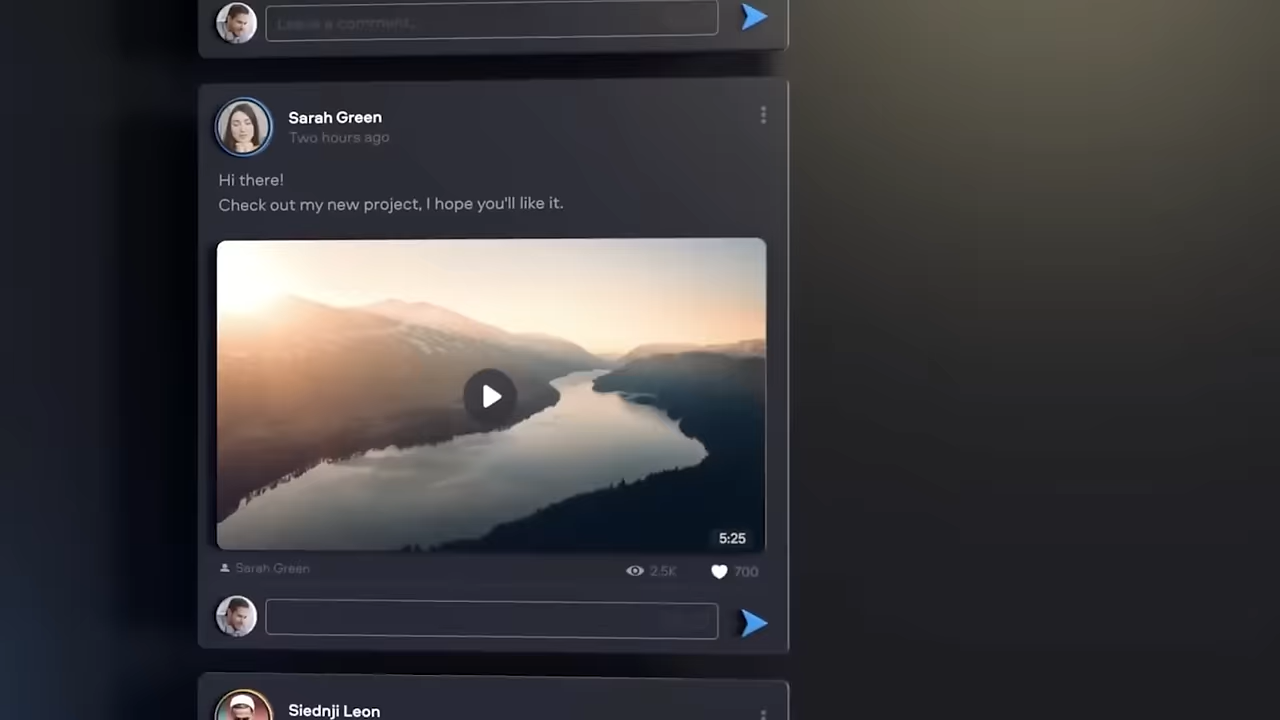 Leave a comment...
Sarah Green
Two hours ago
Hi there!
Check out my new project, I hope you'll like it.
5:25
Sarah Green
2.5K
700
Siednji Leon